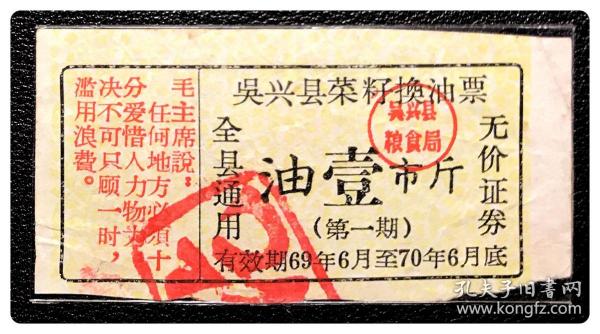 毛主席說：
任何地方必須十
分爱惜人力物力，
决不可只顾一时，
滥用浪費。
吳兴县菜籽換油票
全县通用
油壹市斤
（第一期）
无价证券
有效期69年6月至70年6月底
吴兴县
粮食局
孔夫子旧书网
www.kongfz.com